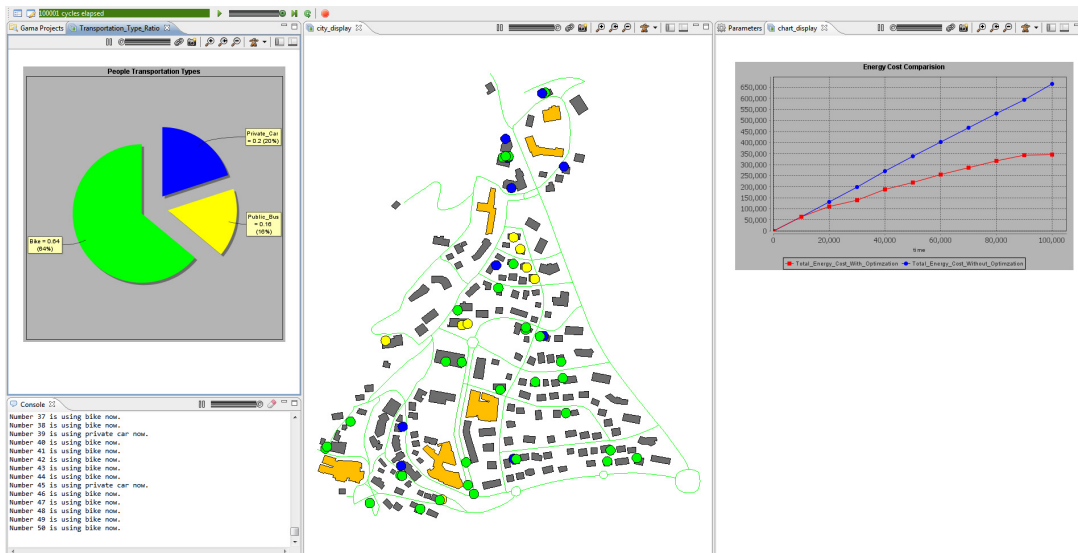 100001 cycles elapsed
Gama Projects
Transportation_Type_Ratio
People Transportation Types
Private_Car
= 0.2 (20%)
Public_Bus
= 0.16
(16%)
Bike = 0.64
(64%)
Console
Number 37 is using bike now.
Number 38 is using bike now.
Number 39 is using private car now.
Number 40 is using bike now.
Number 41 is using bike now.
Number 42 is using bike now.
Number 43 is using bike now.
Number 44 is using bike now.
Number 45 is using private car now.
Number 46 is using bike now.
Number 47 is using bike now.
Number 48 is using bike now.
Number 49 is using bike now.
Number 50 is using bike now.
city_display
Parameters
chart_display
Energy Cost Comparision
650,000
600,000
550,000
500,000
450,000
400,000
350,000
300,000
250,000
200,000
150,000
100,000
50,000
0
0 20,000 40,000 60,000 80,000 100,000
time
Total_Energy_Cost_With_Optimzation Total_Energy_Cost_Without_Optimzation